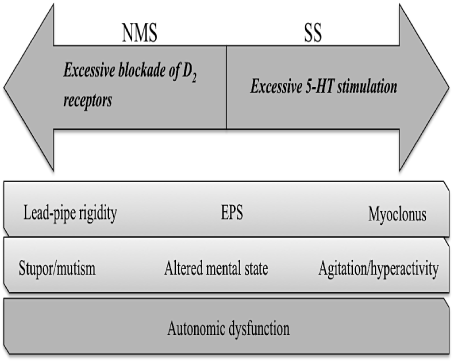 NMS SS
Excessive blockade of D2
receptors
Excessive 5-HT stimulation
Lead-pipe rigidity EPS Myoclonus
Stupor/mutism Altered mental state Agitation/hyperactivity
Autonomic dysfunction